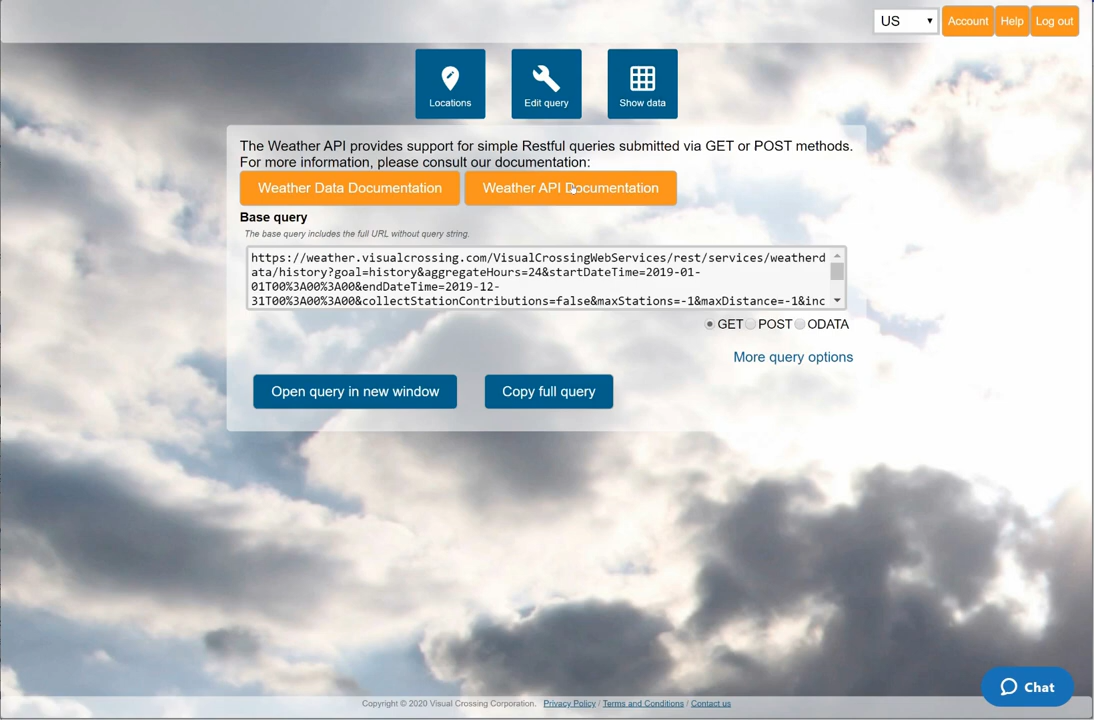 US
Account
Help
Log out
Locations
Edit query
Show data
The Weather API provides support for simple Restful queries submitted via GET or POST methods.
For more information, please consult our documentation:
Weather Data Documentation
Weather API Documentation
Base query
The base query includes the full URL without query string.
https://weather.visualcrossing.com/VisualCrossingWebServices/rest/services/weatherd
ata/history?goal=history&aggregateHours=24&startDateTime=2019-01-
01T00%3A00%3A00&endDateTime=2019-12-
31T00%3A00%3A00&collectStationContributions=false&maxStations=-1&maxDistance=-1&inc
GET POST ODATA
More query options
Open query in new window
Copy full query
Chat
Copyright © 2020 Visual Crossing Corporation. Privacy Policy / Terms and Conditions / Contact us